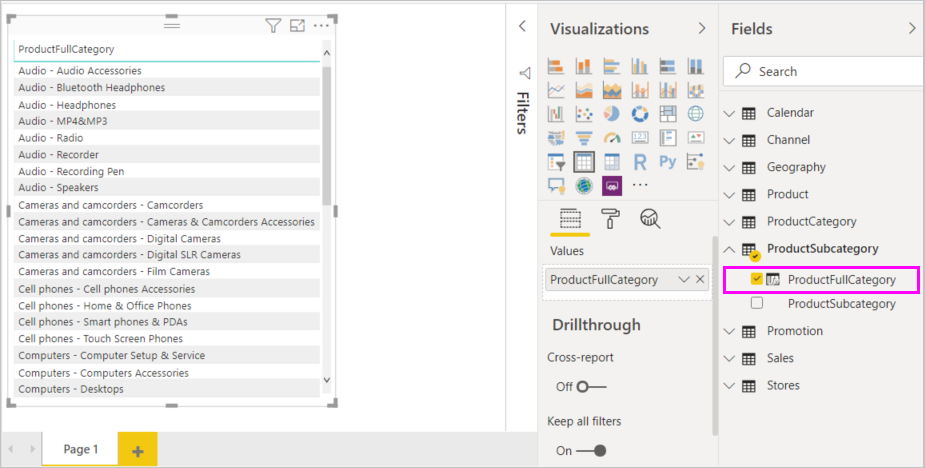 ProductFullCategory
Audio - Audio Accessories
Audio - Bluetooth Headphones
Audio - Headphones
Audio - MP4&MP3
Audio - Radio
Audio - Recorder
Audio - Recording Pen
Audio - Speakers
Cameras and camcorders - Camcorders
Cameras and camcorders - Cameras & Camcorders Accessories
Cameras and camcorders - Digital Cameras
Cameras and camcorders - Digital SLR Cameras
Cameras and camcorders - Film Cameras
Cell phones - Cell phones Accessories
Cell phones - Home & Office Phones
Cell phones - Smart phones & PDAs
Cell phones - Touch Screen Phones
Computers - Computer Setup & Service
Computers - Computers Accessories
Computers - Desktops
Page 1
Filters
Visualizations
R
Py
Values
ProductFullCategory
Drillthrough
Cross-report
Off
Keep all filters
On
Fields
Search
Calendar
Channel
Geography
Product
ProductCategory
ProductSubcategory
ProductFullCategory
ProductSubcategory
Promotion
Sales
Stores